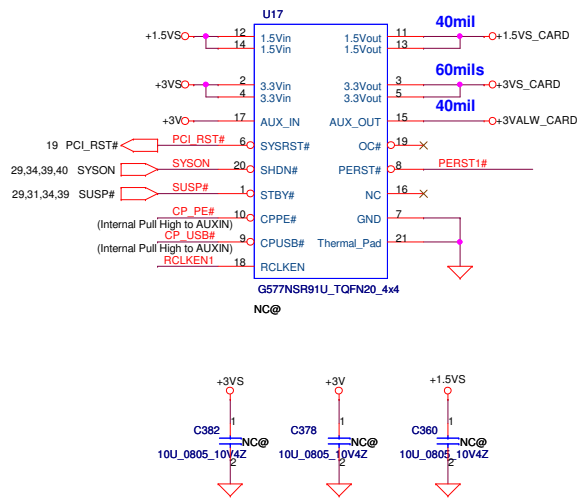 U17
40mil
+1.5VS 12 1.5Vin 1.5Vout 11 +1.5VS_CARD
14 1.5Vin 1.5Vout 13
60mils
+3VS 2 3.3Vin 3.3Vout 3 +3VS_CARD
4 3.3Vin 3.3Vout 5
40mil
+3V 17 AUX_IN AUX_OUT 15 +3VALW_CARD
19 PCI_RST# PCI_RST# 6 SYSRST# OC# 19
29,34,39,40 SYSON SYSON 20 SHDN# PERST# 8 PERST1#
29,31,34,39 SUSP# SUSP# 1 STBY# NC 16
CP_PE# 10 CPPE# GND 7
(Internal Pull High to AUXIN)
CP_USB# 9 CPUSB# Thermal_Pad 21
(Internal Pull High to AUXIN)
RCLKEN1 18 RCLKEN
G577NSR91U_TQFN20_4x4
NC@
+3VS +3V +1.5VS
1 1 1
C382 C378 C360
NC@ NC@ NC@
10U_0805_10V4Z 10U_0805_10V4Z 10U_0805_10V4Z
2 2 2